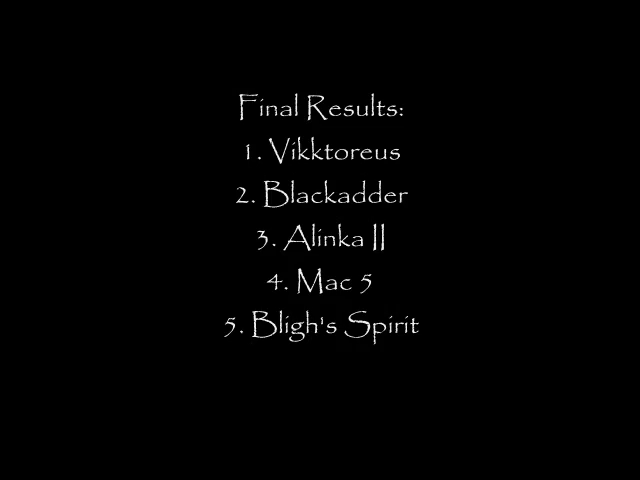 Final Results:
1. Vikktoreus
2. Blackadder
3. Alinka II
4. Mac 5
5. Bligh's Spirit